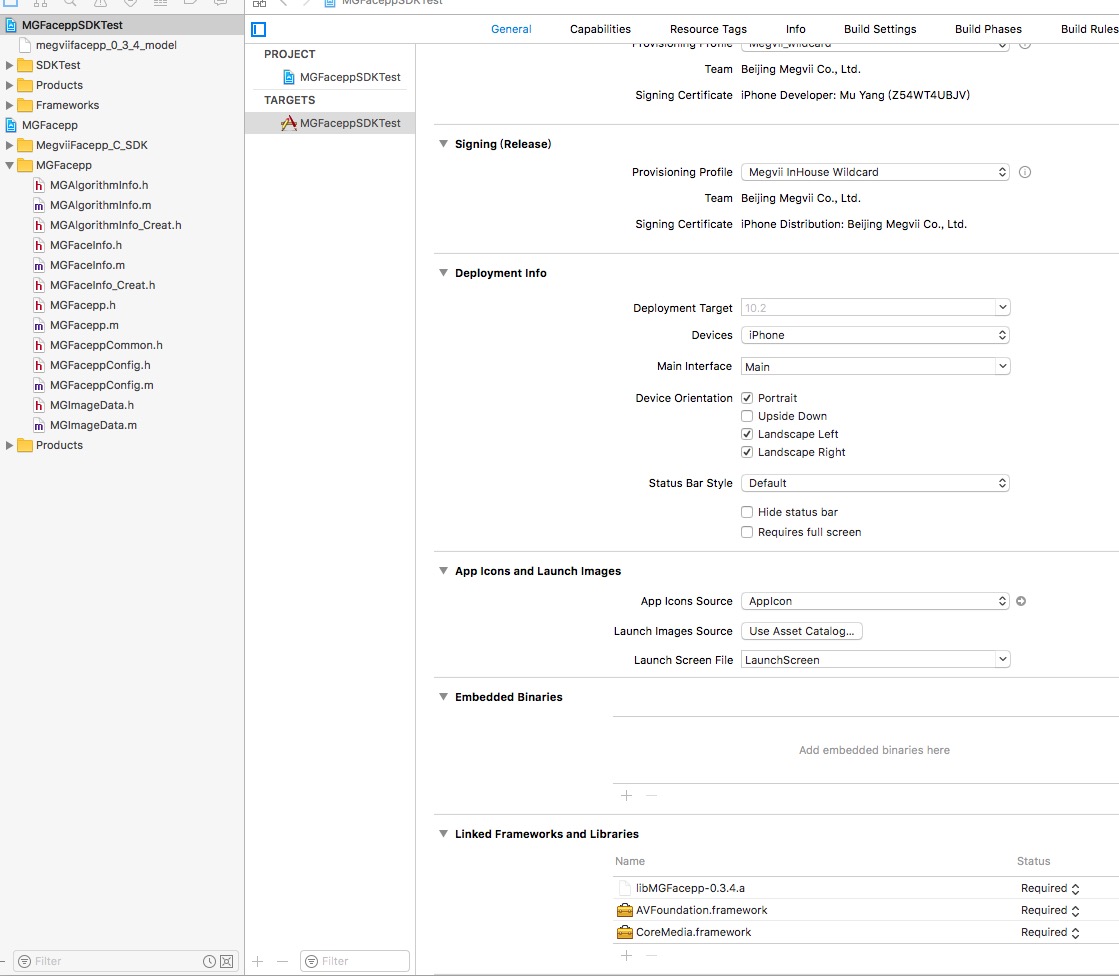 MGFaceppSDKTest
MGFaceppSDKTest
megviifacepp_0_3_4_model
SDKTest
Products
Frameworks
MGFacepp
MegviiFacepp_C_SDK
MGFacepp
MGAlgorithmInfo.h
MGAlgorithmInfo.m
MGAlgorithmInfo_Creat.h
MGFaceInfo.h
MGFaceInfo.m
MGFaceInfo_Creat.h
MGFacepp.h
MGFacepp.m
MGFaceppCommon.h
MGFaceppConfig.h
MGFaceppConfig.m
MGImageData.h
MGImageData.m
Products
Filter
General Capabilities Resource Tags Info Build Settings Build Phases Build Rules
PROJECT
MGFaceppSDKTest
TARGETS
MGFaceppSDKTest
Filter
Provisioning Profile Megvii_wildcard
Team Beijing Megvii Co., Ltd.
Signing Certificate iPhone Developer: Mu Yang (Z54WT4UBJV)
Signing (Release)
Provisioning Profile Megvii InHouse Wildcard
Team Beijing Megvii Co., Ltd.
Signing Certificate iPhone Distribution: Beijing Megvii Co., Ltd.
Deployment Info
Deployment Target 10.2
Devices iPhone
Main Interface Main
Device Orientation Portrait
Upside Down
Landscape Left
Landscape Right
Status Bar Style Default
Hide status bar
Requires full screen
App Icons and Launch Images
App Icons Source AppIcon
Launch Images Source Use Asset Catalog...
Launch Screen File LaunchScreen
Embedded Binaries
Add embedded binaries here
Linked Frameworks and Libraries
Name Status
libMGFacepp-0.3.4.a Required
AVFoundation.framework Required
CoreMedia.framework Required